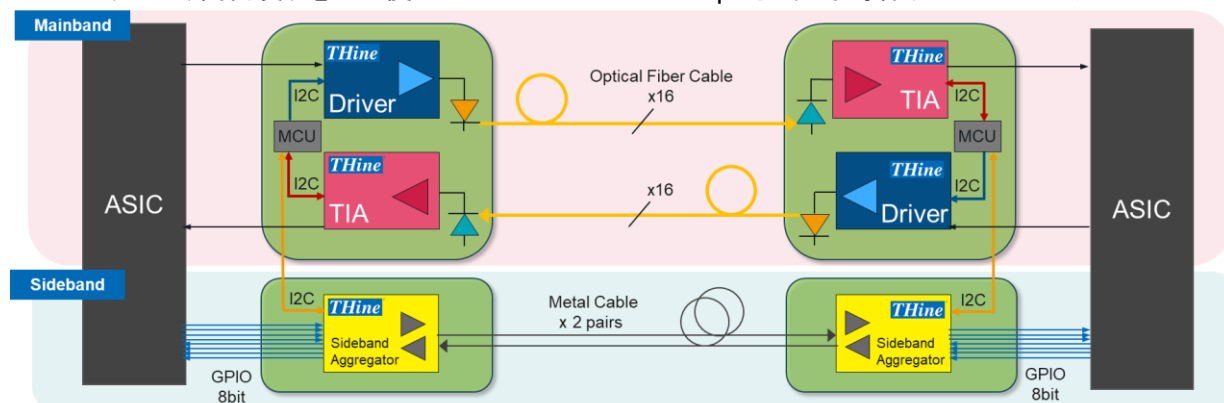 Mainband
THine
Driver
I2C
MCU
I2C
THine
TIA
ASIC
Optical Fiber Cable
x16
x16
THine
TIA
I2C
MCU
I2C
THine
Driver
ASIC
Sideband
I2C
THine
Sideband
Aggregator
GPIO
8bit
Metal Cable
x 2 pairs
THine
Sideband
Aggregator
I2C
GPIO
8bit